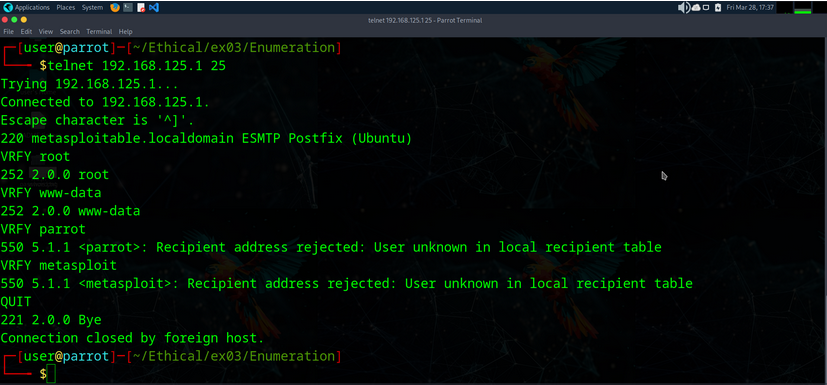 Applications Places System Fri Mar 28, 17:37
telnet 192.168.125.1 25 - Parrot Terminal
File Edit View Search Terminal Help
[user@parrot]─[~/Ethical/ex03/Enumeration]
$telnet 192.168.125.1 25
Trying 192.168.125.1...
Connected to 192.168.125.1.
Escape character is '^]'.
220 metasploitable.localdomain ESMTP Postfix (Ubuntu)
VRFY root
252 2.0.0 root
VRFY www-data
252 2.0.0 www-data
VRFY parrot
550 5.1.1 <parrot>: Recipient address rejected: User unknown in local recipient table
VRFY metasploit
550 5.1.1 <metasploit>: Recipient address rejected: User unknown in local recipient table
QUIT
221 2.0.0 Bye
Connection closed by foreign host.
[user@parrot]─[~/Ethical/ex03/Enumeration]
$